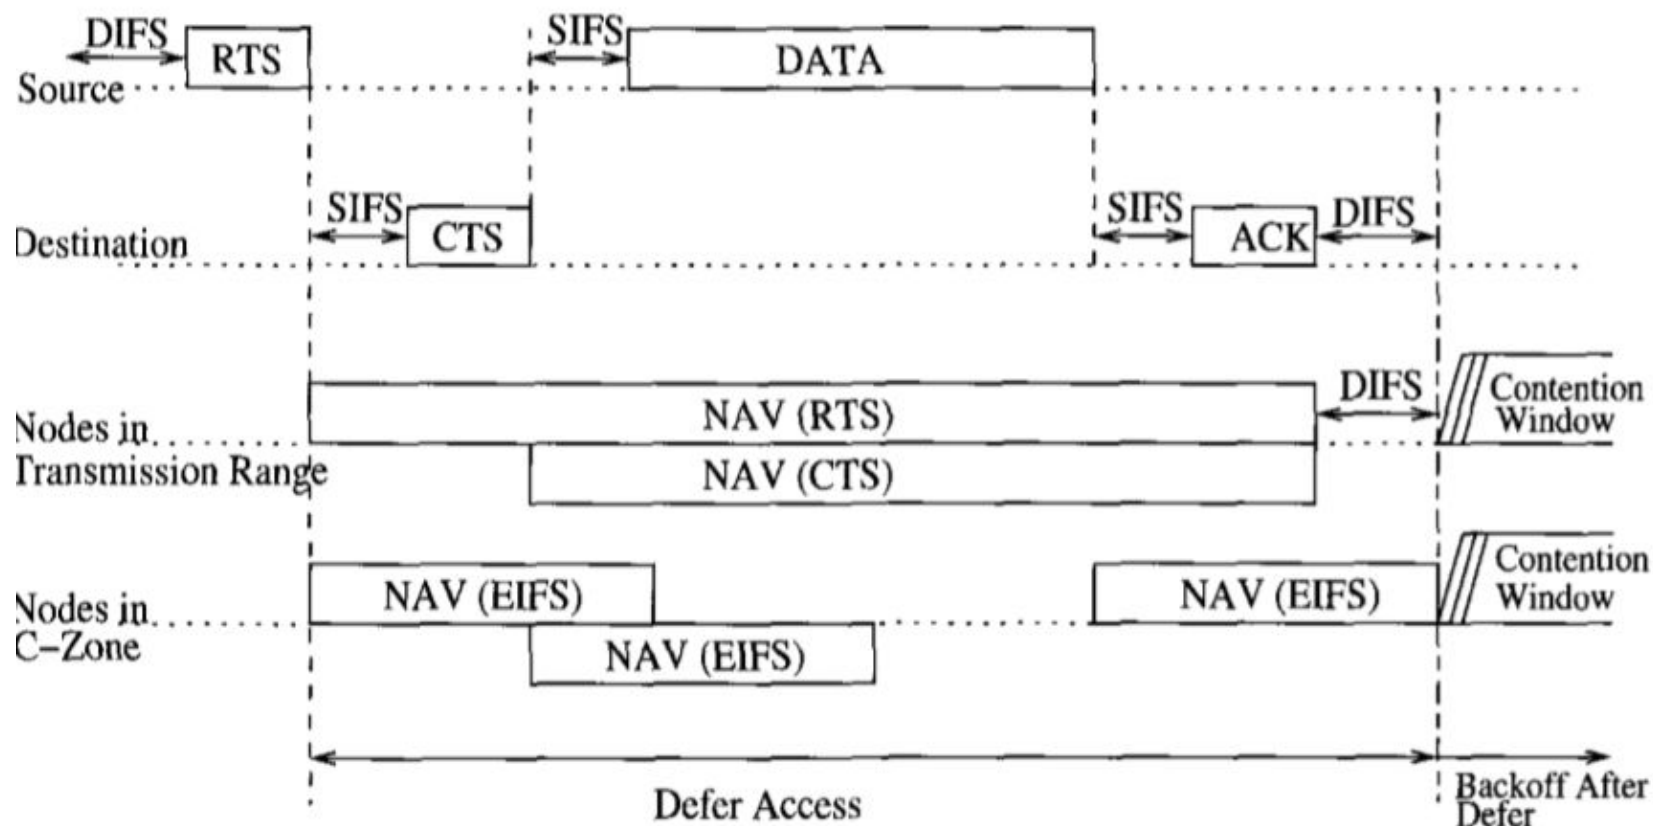 DIFS
RTS
SIFS
DATA
Source
SIFS
CTS
SIFS
ACK
DIFS
Destination
NAV (RTS)
DIFS
Contention
Window
Nodes in
Transmission Range
NAV (CTS)
NAV (EIFS)
NAV (EIFS)
Contention
Window
Nodes in
C-Zone
NAV (EIFS)
Defer Access
Backoff After
Defer